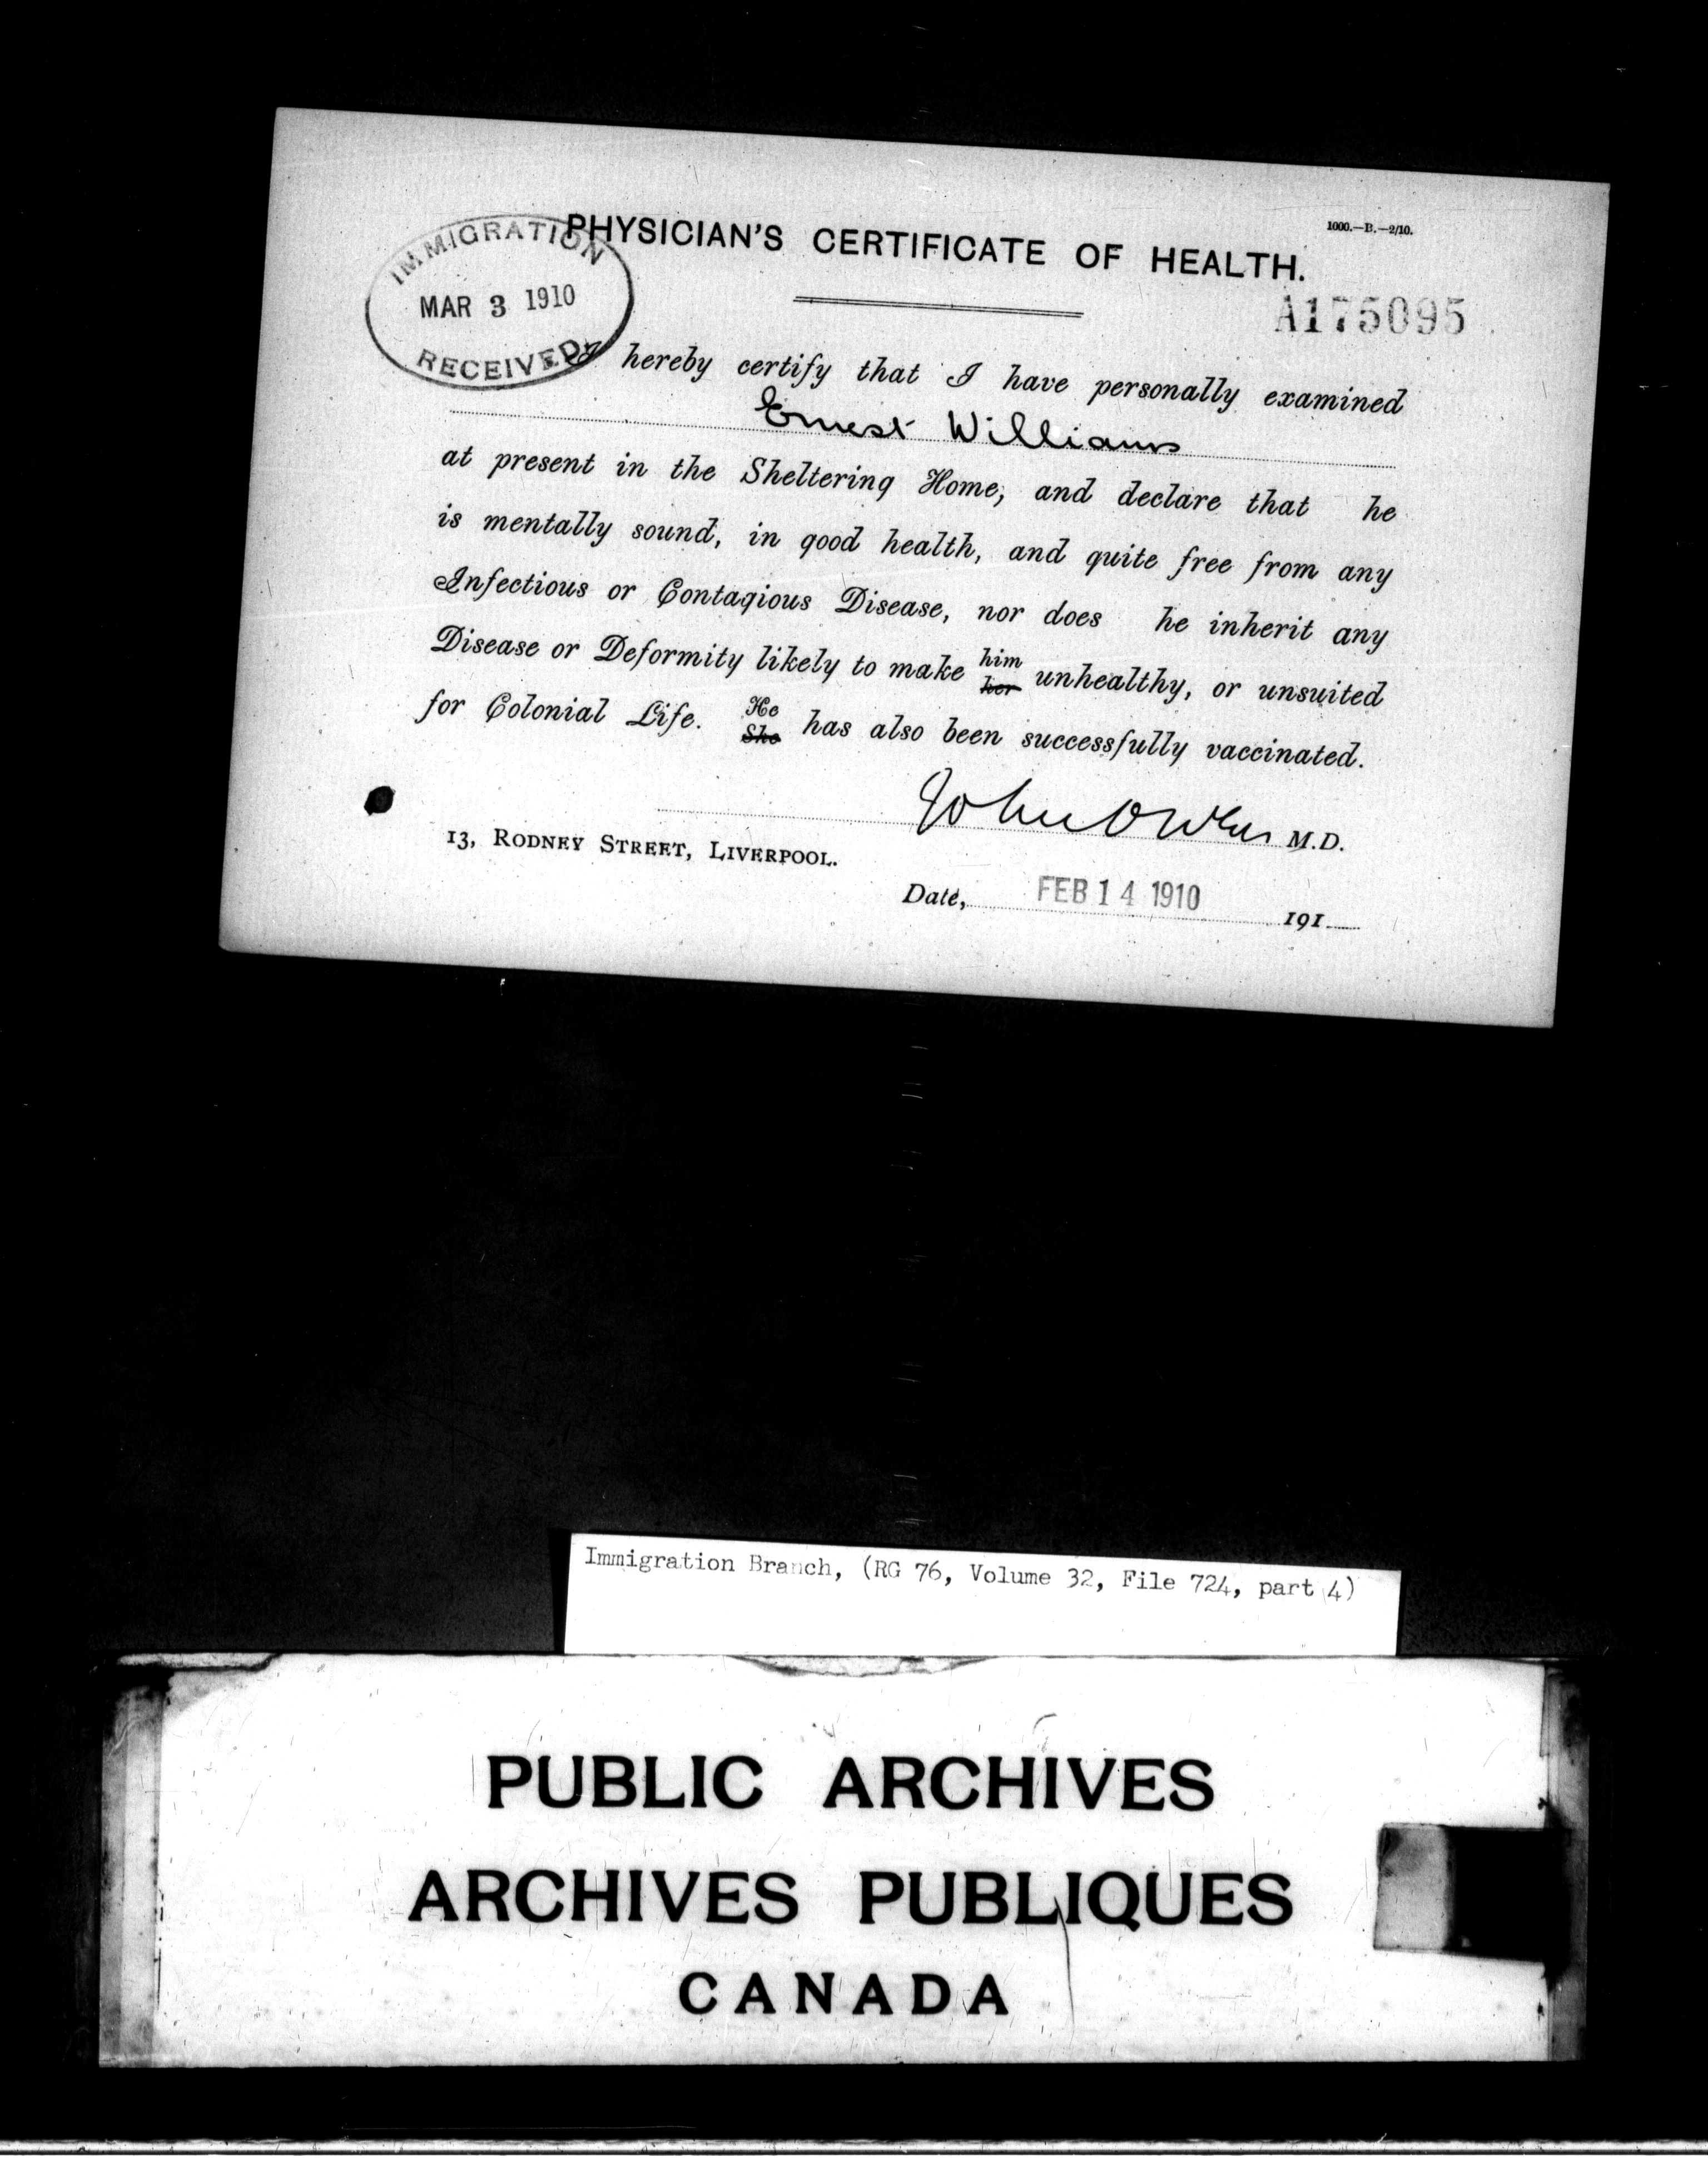 1000.—B.—2/10.
PHYSICIAN'S CERTIFICATE OF HEALTH.
IMMIGRATION
MAR 3 1910
RECEIVED
A175095
I hereby certify that I have personally examined
Ernest Williams
at present in the Sheltering Home, and declare that he
is mentally sound, in good health, and quite free from any
Infectious or Contagious Disease, nor does he inherit any
Disease or Deformity likely to make him her unhealthy, or unsuited
for Colonial Life. He She has also been successfully vaccinated.
John Owen M.D.
13, RODNEY STREET, LIVERPOOL.
Date, FEB 14 1910 191
Immigration Branch, (RG 76, Volume 32, File 724, part 4)
PUBLIC ARCHIVES
ARCHIVES PUBLIQUES
CANADA